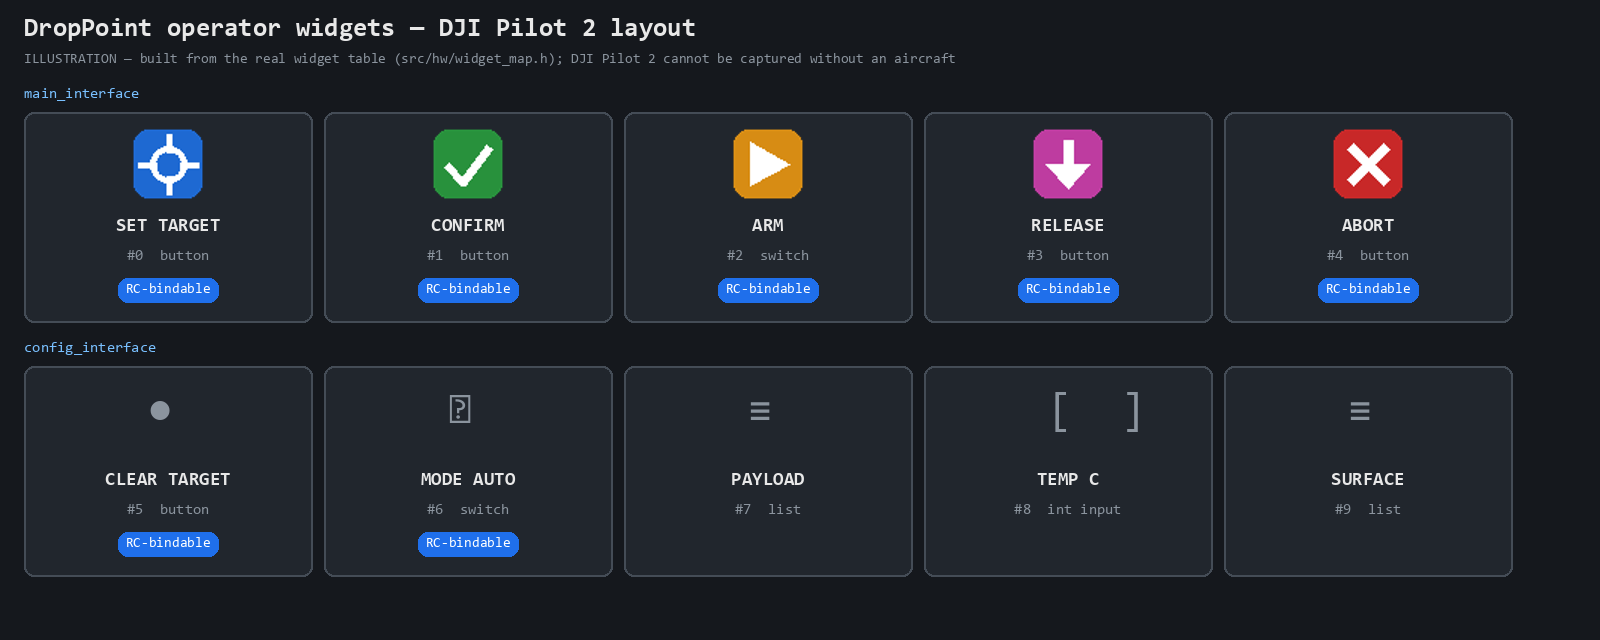 DropPoint operator widgets — DJI Pilot 2 layout
ILLUSTRATION — built from the real widget table (src/hw/widget_map.h); DJI Pilot 2 cannot be captured without an aircraft
main_interface
SET TARGET CONFIRM ARM RELEASE ABORT
#0 button #1 button #2 switch #3 button #4 button
RC-bindable RC-bindable RC-bindable RC-bindable RC-bindable
config_interface
● ≡ [ ] ≡
CLEAR TARGET MODE AUTO PAYLOAD TEMP C SURFACE
#5 button #6 switch #7 list #8 int input #9 list
RC-bindable RC-bindable